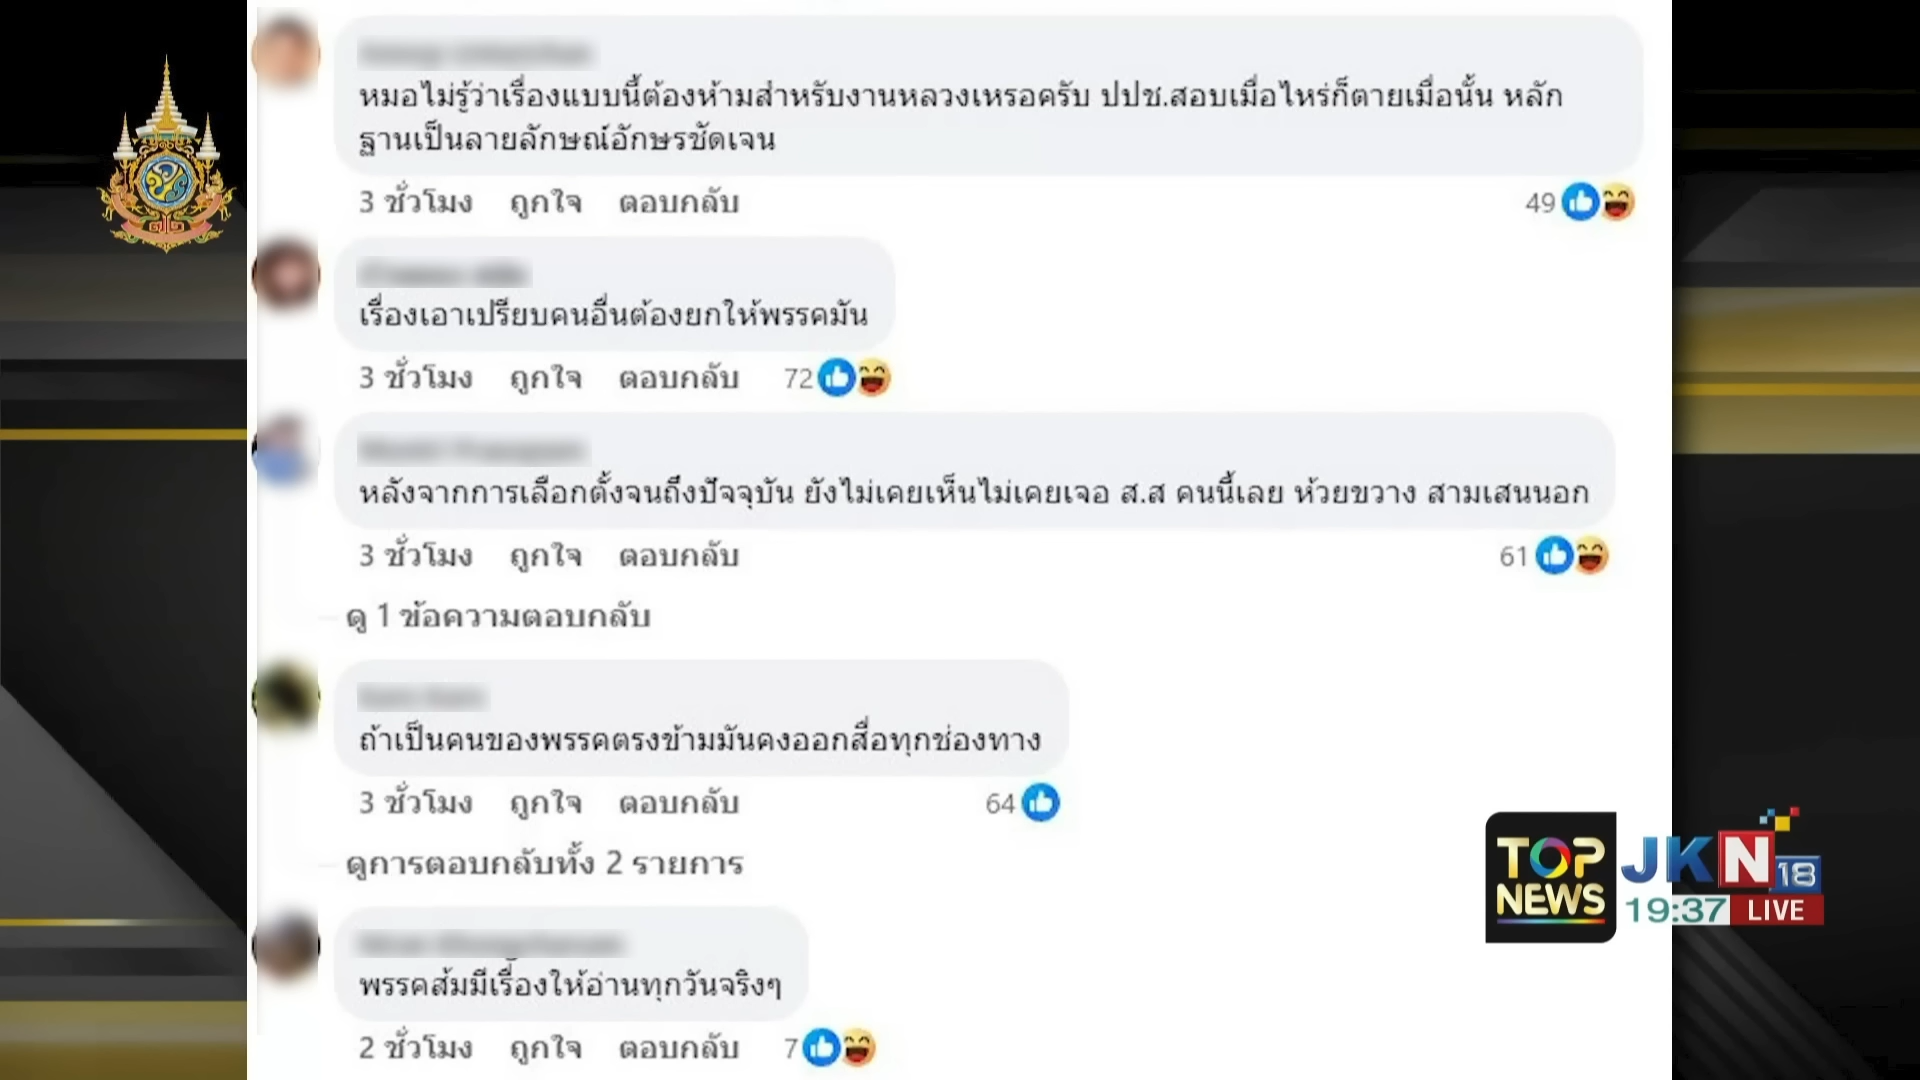 หมอไม่รู้ว่าเรื่องแบบนี้ต้องห้ามสำหรับงานหลวงเหรอครับ ปปช.สอบเมื่อไหร่ก็ตายเมื่อนั้น หลัก
ฐานเป็นลายลักษณ์อักษรชัดเจน
3 ชั่วโมง ถูกใจ ตอบกลับ 49
เรื่องเอาเปรียบคนอื่นต้องยกให้พรรคมัน
3 ชั่วโมง ถูกใจ ตอบกลับ 72
หลังจากการเลือกตั้งจนถึงปัจจุบัน ยังไม่เคยเห็นไม่เคยเจอ ส.ส คนนี้เลย ห้วยขวาง สามเสนนอก
3 ชั่วโมง ถูกใจ ตอบกลับ 61
ดู 1 ข้อความตอบกลับ
ถ้าเป็นคนของพรรคตรงข้ามมันคงออกสื่อทุกช่องทาง
3 ชั่วโมง ถูกใจ ตอบกลับ 64
ดูการตอบกลับทั้ง 2 รายการ
พรรคส้มมีเรื่องให้อ่านทุกวันจริงๆ
2 ชั่วโมง ถูกใจ ตอบกลับ 7
TOP NEWS
JKN 18
19:37 LIVE